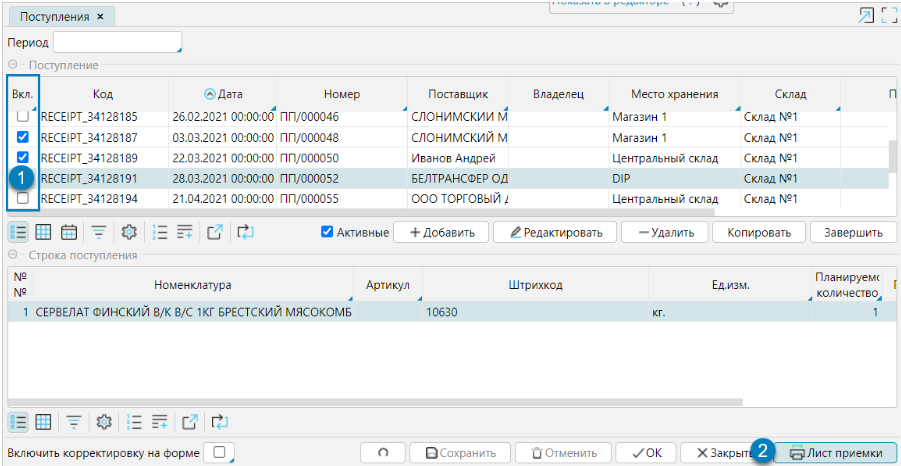 Поступления ×
Показать в редакторе
Период
Поступление
Вкл. Код Дата Номер Поставщик Владелец Место хранения Склад П
RECEIPT_34128185 26.02.2021 00:00:00 ПП/000046 СЛОНИМСКИЙ М Магазин 1 Склад №1
RECEIPT_34128187 03.03.2021 00:00:00 ПП/000048 СЛОНИМСКИЙ М Магазин 1 Склад №1
RECEIPT_34128189 22.03.2021 00:00:00 ПП/000050 Иванов Андрей Центральный склад Склад №1
1 RECEIPT_34128191 28.03.2021 00:00:00 ПП/000052 БЕЛТРАНСФЕР ОД DIP Склад №1
RECEIPT_34128194 21.04.2021 00:00:00 ПП/000055 ООО ТОРГОВЫЙ Центральный склад Склад №1
Активные + Добавить Редактировать — Удалить Копировать Завершить
Строка поступления
№ Планируемо
№ Номенклатура Артикул Штрихкод Ед.изм. количество
1 СЕРВЕЛАТ ФИНСКИЙ В/К В/С 1КГ БРЕСТСКИЙ МЯСОКОМБ 10630 кг. 1
Включить корректировку на форме Сохранить Отменить ОК Закрыть 2 Лист приемки